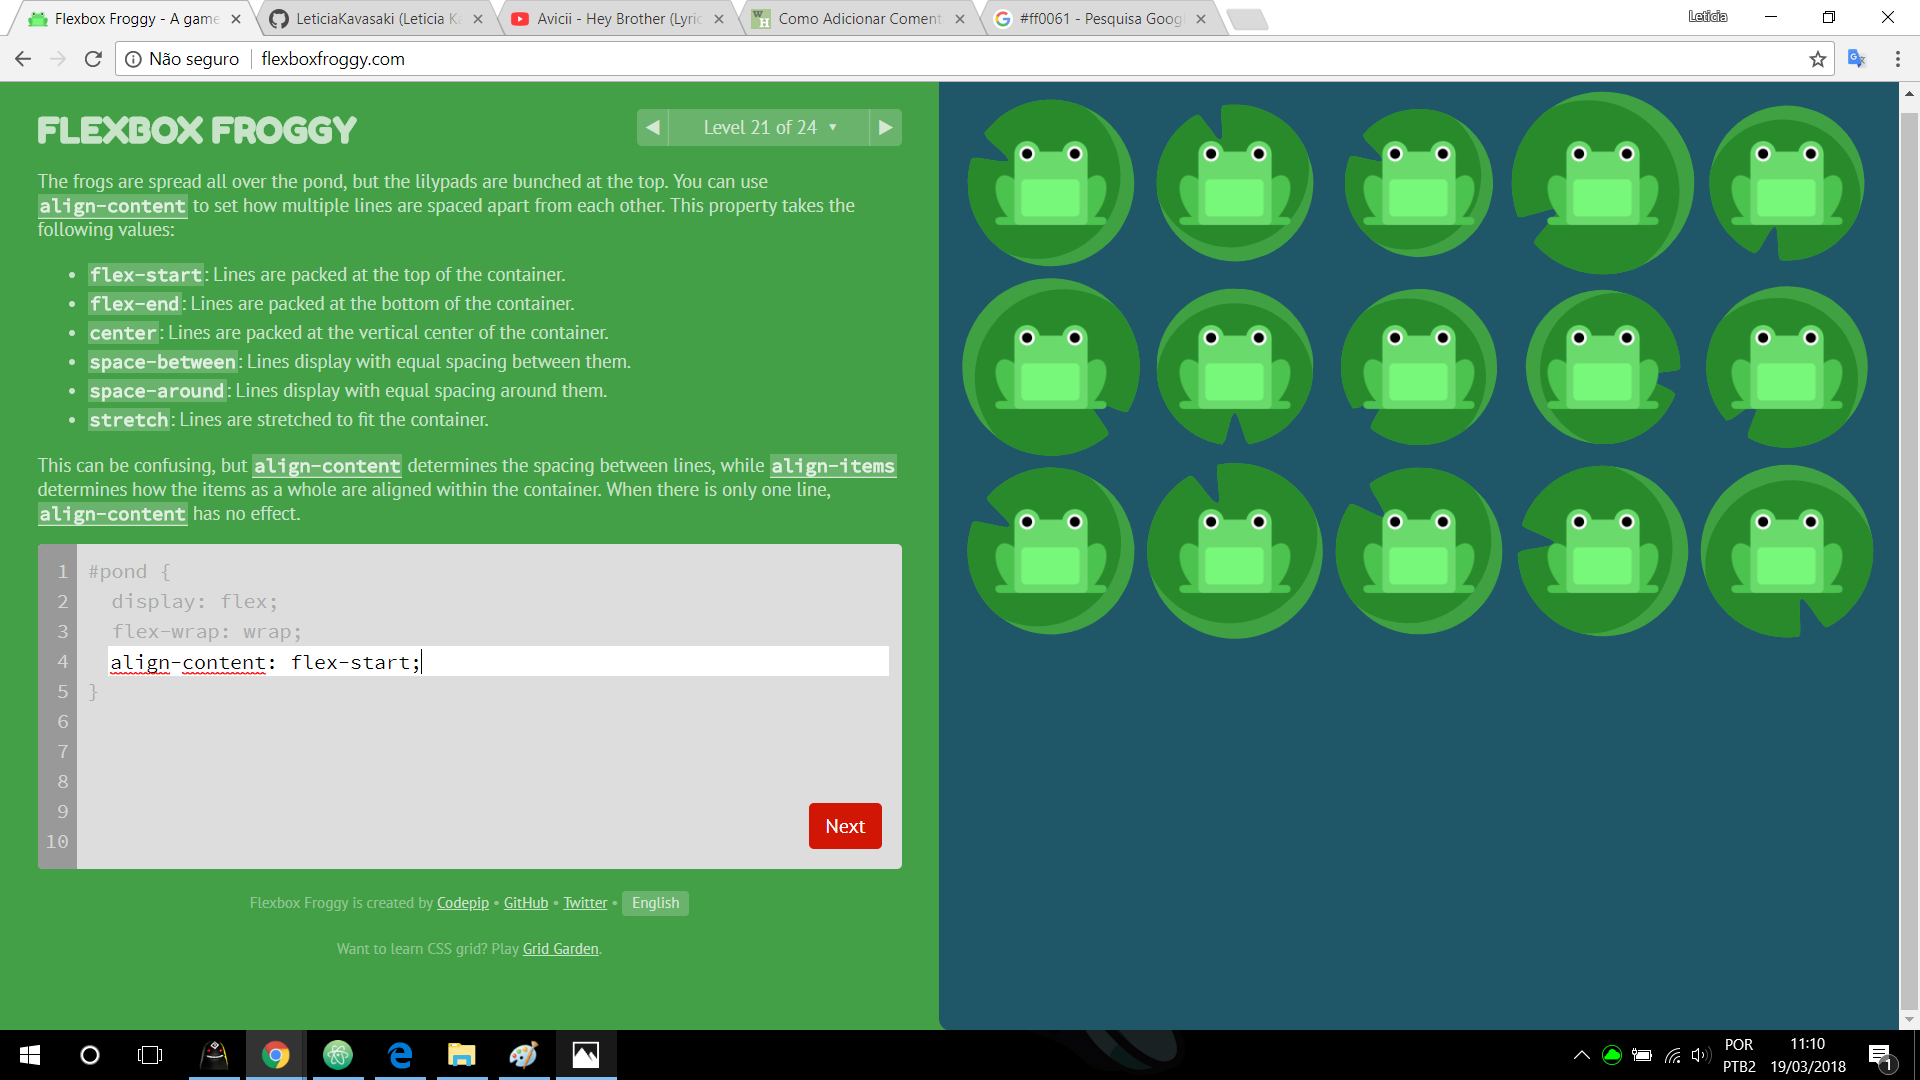 Flexbox Froggy - A game
LeticiaKavasaki (Leticia K
Avicii - Hey Brother (Lyric
Como Adicionar Coment
#ff0061 - Pesquisa Goog
Leticia
Não seguro
flexboxfroggy.com
FLEXBOX FROGGY
Level 21 of 24
The frogs are spread all over the pond, but the lilypads are bunched at the top. You can use
align-content to set how multiple lines are spaced apart from each other. This property takes the
following values:
• flex-start: Lines are packed at the top of the container.
• flex-end: Lines are packed at the bottom of the container.
• center: Lines are packed at the vertical center of the container.
• space-between: Lines display with equal spacing between them.
• space-around: Lines display with equal spacing around them.
• stretch: Lines are stretched to fit the container.
This can be confusing, but align-content determines the spacing between lines, while align-items
determines how the items as a whole are aligned within the container. When there is only one line,
align-content has no effect.
1 #pond {
2 display: flex;
3 flex-wrap: wrap;
4 align-content: flex-start;
5 }
6
7
8
9
10
Next
Flexbox Froggy is created by Codepip • GitHub • Twitter • English
Want to learn CSS grid? Play Grid Garden.
POR
PTB2
11:10
19/03/2018
1